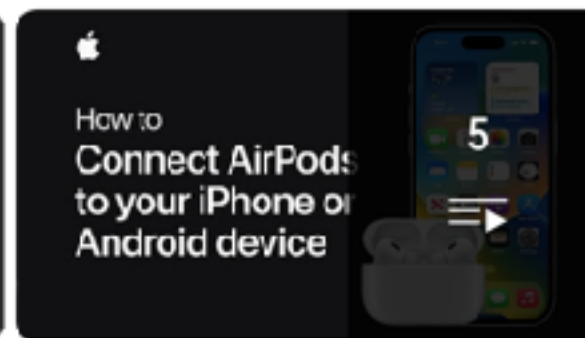 How to
Connect AirPods
to your iPhone or
Android device
5